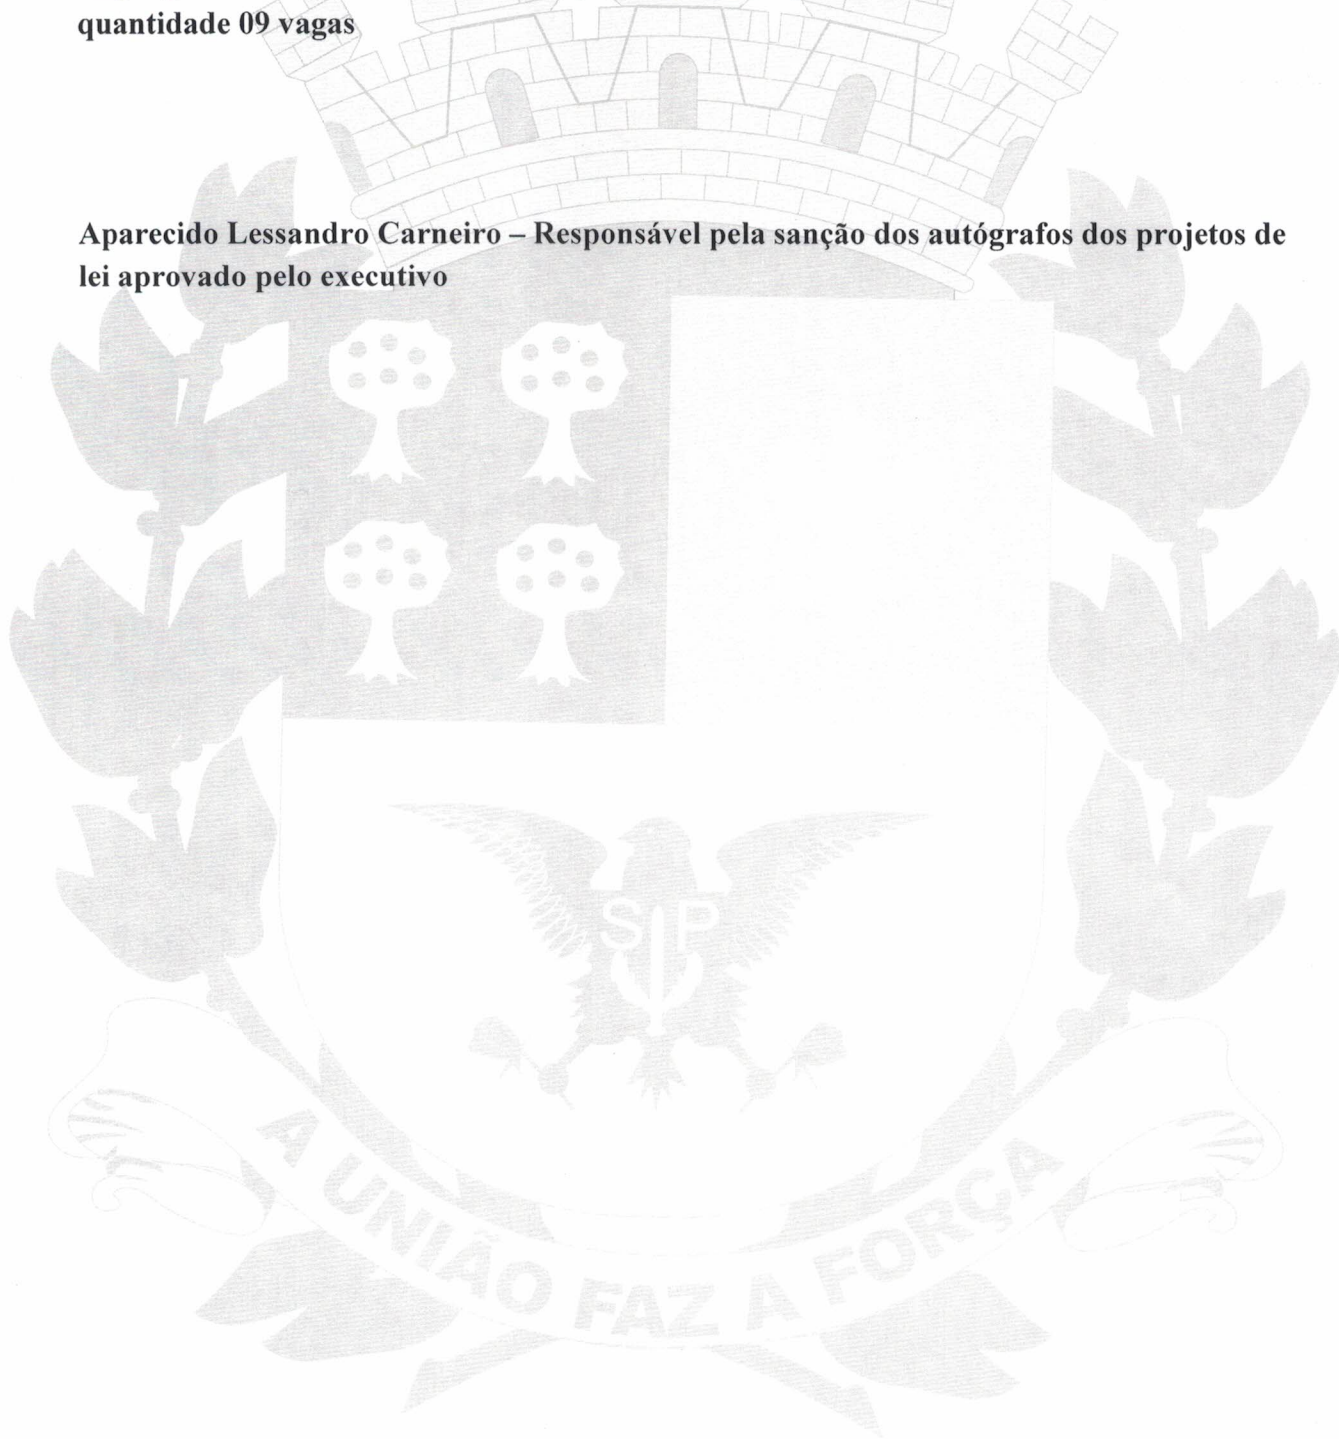 quantidade 09 vagas
Aparecido Lessandro Carneiro – Responsável pela sanção dos autógrafos dos projetos de
lei aprovado pelo executivo
S P
A UNIÃO FAZ A FORÇA